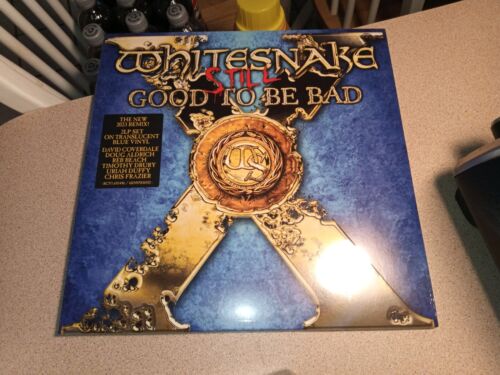 WHITESNAKE
STILL
GOOD TO BE BAD
THE NEW
2023 REMIX!
2LP SET
ON TRANSLUCENT
BLUE VINYL
DAVID COVERDALE
DOUG ALDRICH
REB BEACH
TIMOTHY DRURY
URIAH DUFFY
CHRIS FRAZIER